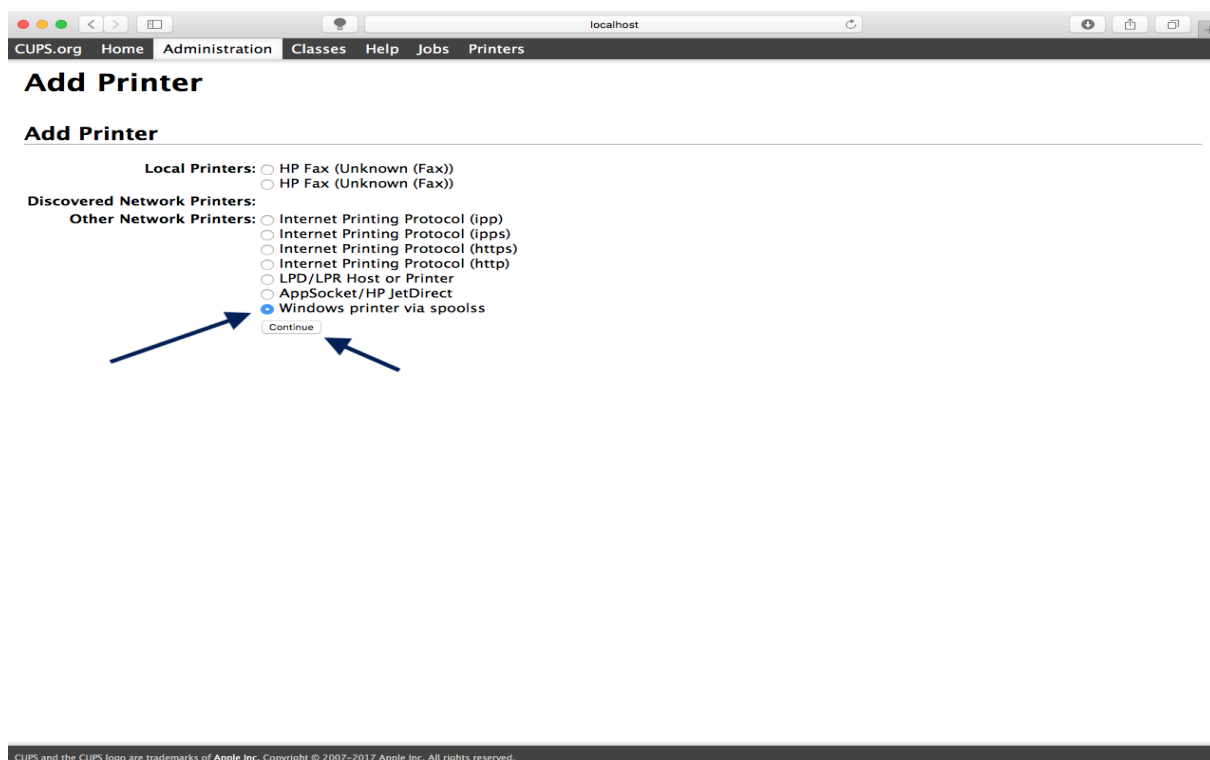 localhost
CUPS.org Home Administration Classes Help Jobs Printers
Add Printer
Add Printer
Local Printers: HP Fax (Unknown (Fax))
HP Fax (Unknown (Fax))
Discovered Network Printers:
Other Network Printers: Internet Printing Protocol (ipp)
Internet Printing Protocol (ipps)
Internet Printing Protocol (https)
Internet Printing Protocol (http)
LPD/LPR Host or Printer
AppSocket/HP JetDirect
Windows printer via spoolss
Continue
CUPS and the CUPS logo are trademarks of Apple Inc. Copyright © 2007-2017 Apple Inc. All rights reserved.